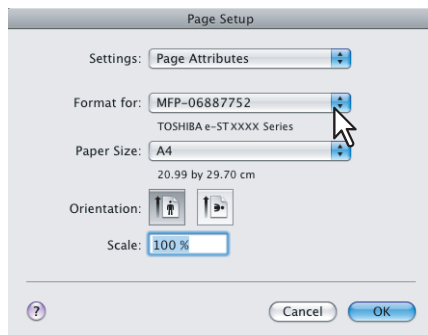 Page Setup
Settings: Page Attributes
Format for: MFP-06887752
TOSHIBA e-STXXXX Series
Paper Size: A4
20.99 by 29.70 cm
Orientation:
Scale: 100 %
? Cancel OK